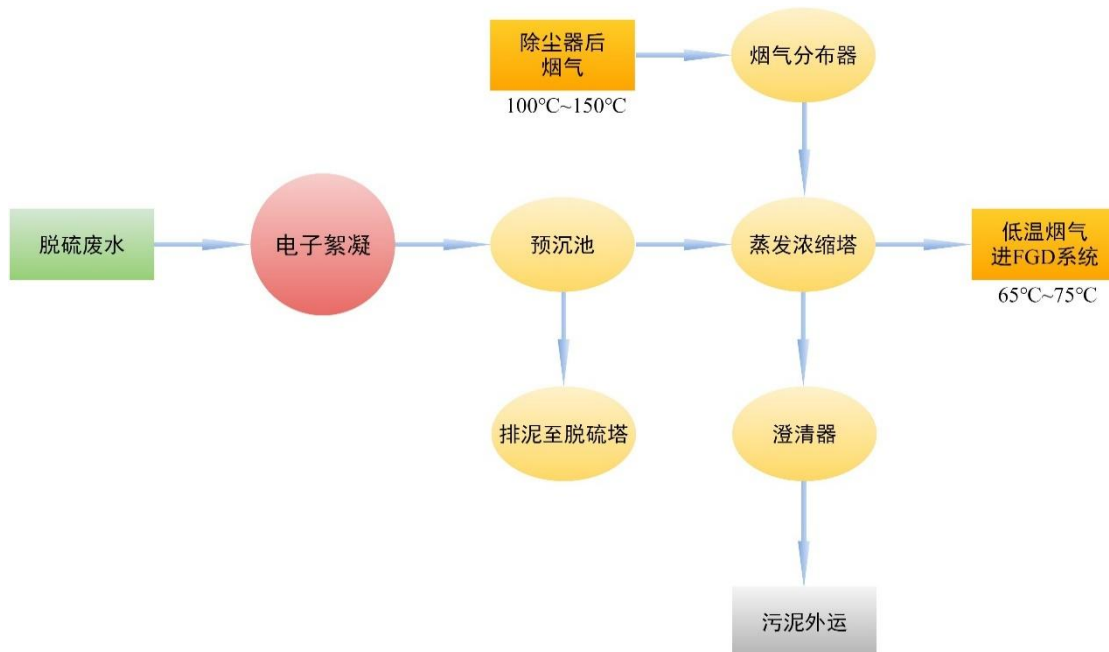 除尘器后
烟气
100℃~150℃
烟气分布器
脱硫废水
电子絮凝
预沉池
蒸发浓缩塔
低温烟气
进FGD系统
65℃~75℃
排泥至脱硫塔
澄清器
污泥外运